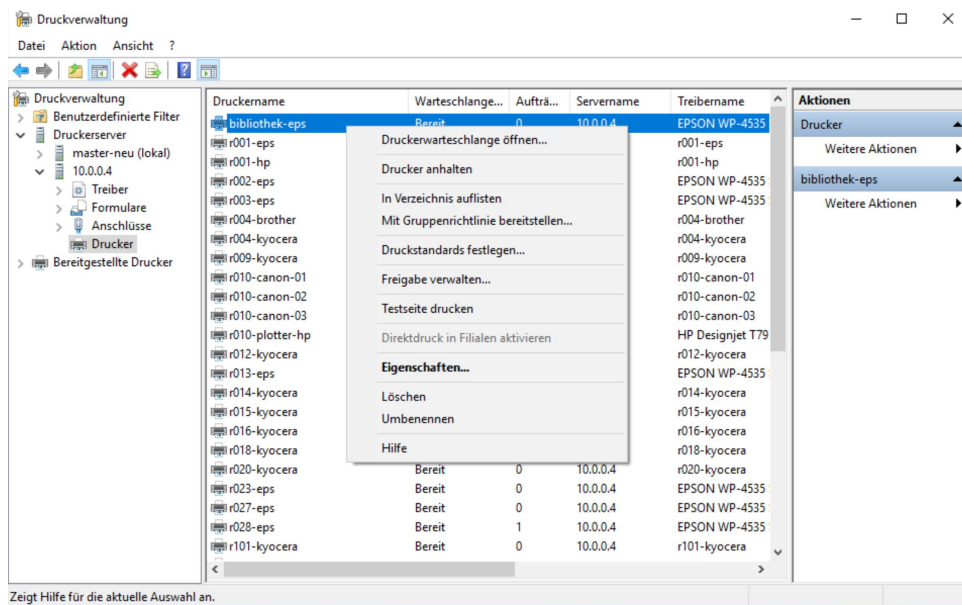 Druckverwaltung
Datei Aktion Ansicht ?
Druckverwaltung
Benutzerdefinierte Filter
Druckerserver
master-neu (lokal)
10.0.0.4
Treiber
Formulare
Anschlüsse
Drucker
Bereitgestellte Drucker
Druckername Warteschlange... Aufträ... Servername Treibername
bibliothek-eps Bereit 0 10.0.0.4 EPSON WP-4535
r001-eps r001-eps
r001-hp r001-hp
r002-eps EPSON WP-4535
r003-eps EPSON WP-4535
r004-brother r004-brother
r004-kyocera r004-kyocera
r009-kyocera r009-kyocera
r010-canon-01 r010-canon-01
r010-canon-02 r010-canon-02
r010-canon-03 r010-canon-03
r010-plotter-hp HP Designjet T79
r012-kyocera r012-kyocera
r013-eps EPSON WP-4535
r014-kyocera r014-kyocera
r015-kyocera r015-kyocera
r016-kyocera r016-kyocera
r018-kyocera r018-kyocera
r020-kyocera Bereit 0 10.0.0.4 r020-kyocera
r023-eps Bereit 0 10.0.0.4 EPSON WP-4535
r027-eps Bereit 0 10.0.0.4 EPSON WP-4535
r028-eps Bereit 1 10.0.0.4 EPSON WP-4535
r101-kyocera Bereit 0 10.0.0.4 r101-kyocera
Druckerwarteschlange öffnen...
Drucker anhalten
In Verzeichnis auflisten
Mit Gruppenrichtlinie bereitstellen...
Druckstandards festlegen...
Freigabe verwalten...
Testseite drucken
Direktdruck in Filialen aktivieren
Eigenschaften...
Löschen
Umbenennen
Hilfe
Aktionen
Drucker
Weitere Aktionen
bibliothek-eps
Weitere Aktionen
Zeigt Hilfe für die aktuelle Auswahl an.